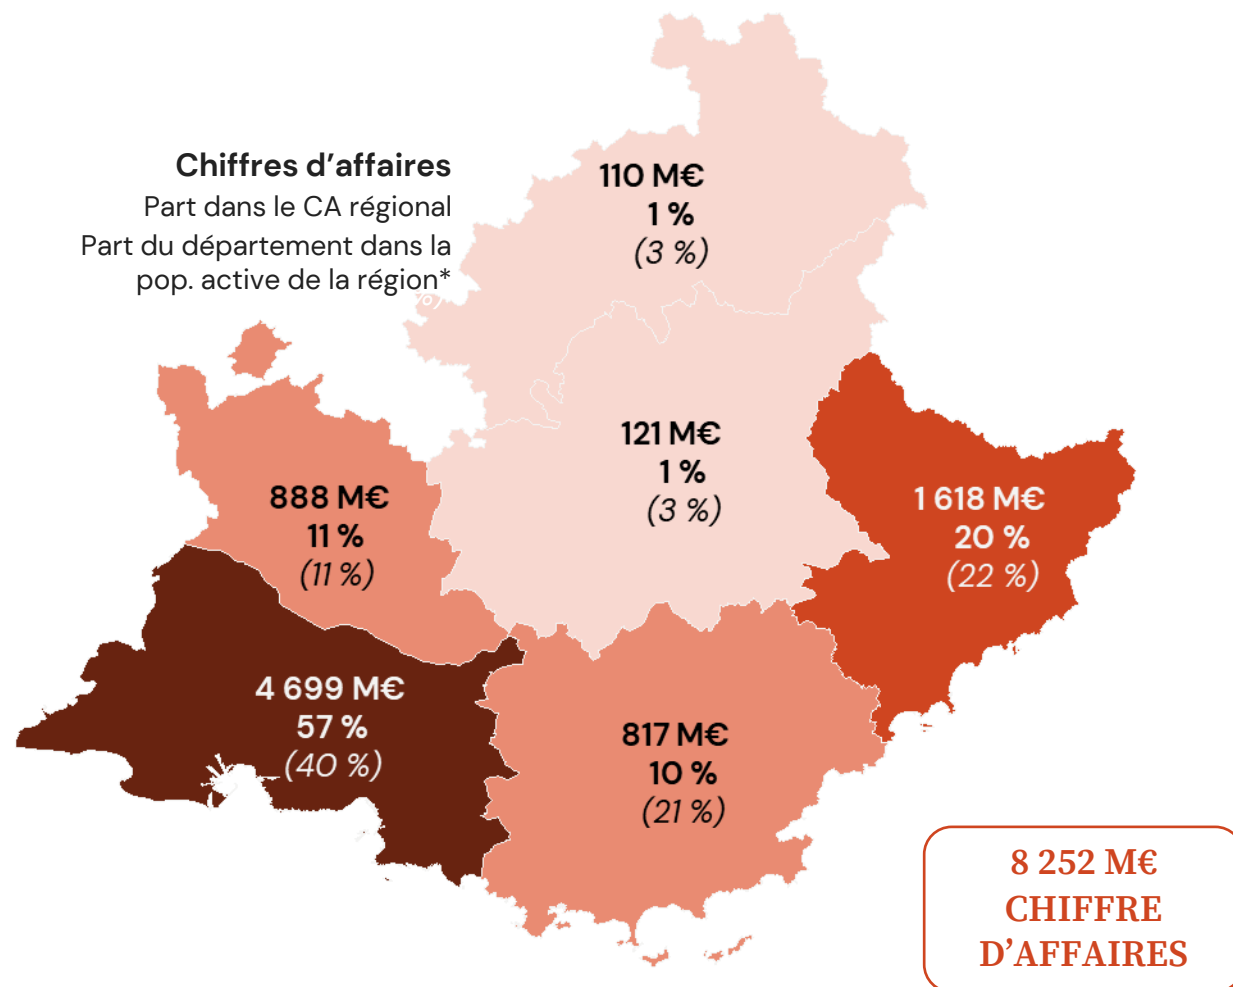 Chiffres d’affaires
Part dans le CA régional
Part du département dans la
pop. active de la région*
%)
110 M€
1 %
(3 %)
121 M€
1 %
(3 %)
888 M€
11 %
(11 %)
1 618 M€
20 %
(22 %)
4 699 M€
57 %
(40 %)
817 M€
10 %
(21 %)
8 252 M€
CHIFFRE
D’AFFAIRES